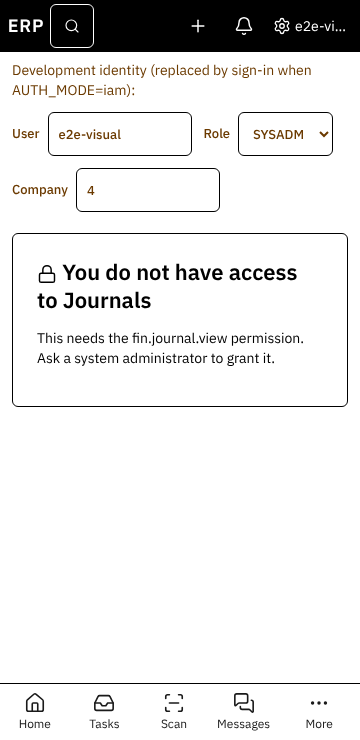 ERP
e2e-vi...
Development identity (replaced by sign-in when
AUTH_MODE=iam):
User e2e-visual Role SYSADM
Company 4
You do not have access
to Journals
This needs the fin.journal.view permission.
Ask a system administrator to grant it.
Home Tasks Scan Messages More